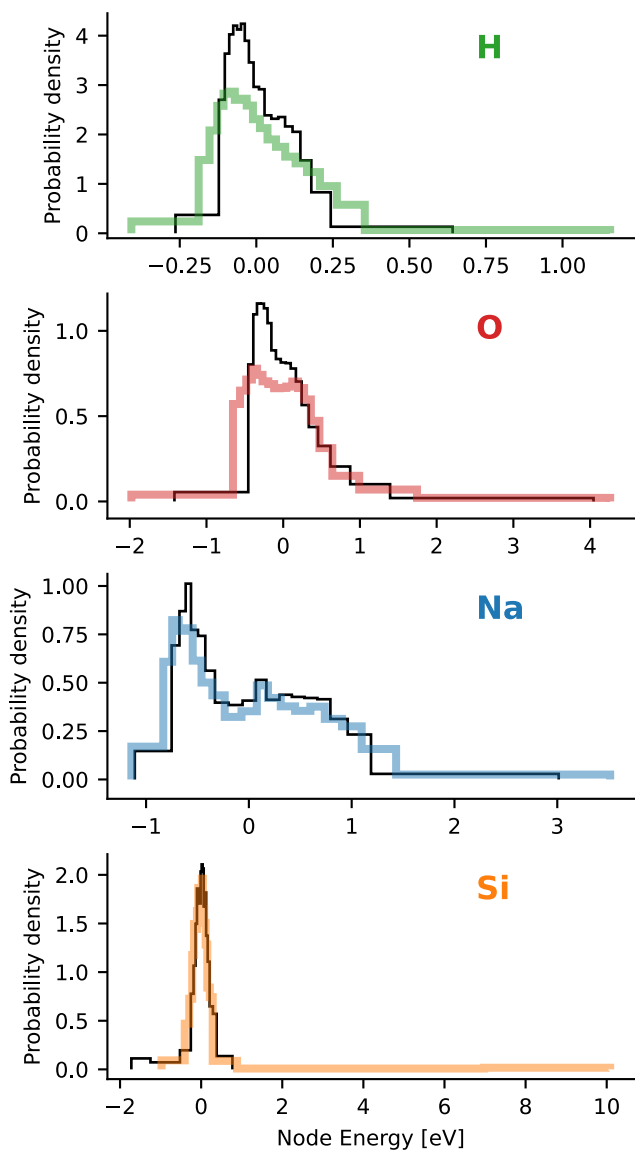 H
Probability density
4
3
2
1
0
−0.25 0.00 0.25 0.50 0.75 1.00
O
Probability density
1.0
0.5
0.0
−2 −1 0 1 2 3 4
Na
Probability density
1.00
0.75
0.50
0.25
0.00
−1 0 1 2 3
Si
Probability density
2.0
1.5
1.0
0.5
0.0
−2 0 2 4 6 8 10
Node Energy [eV]